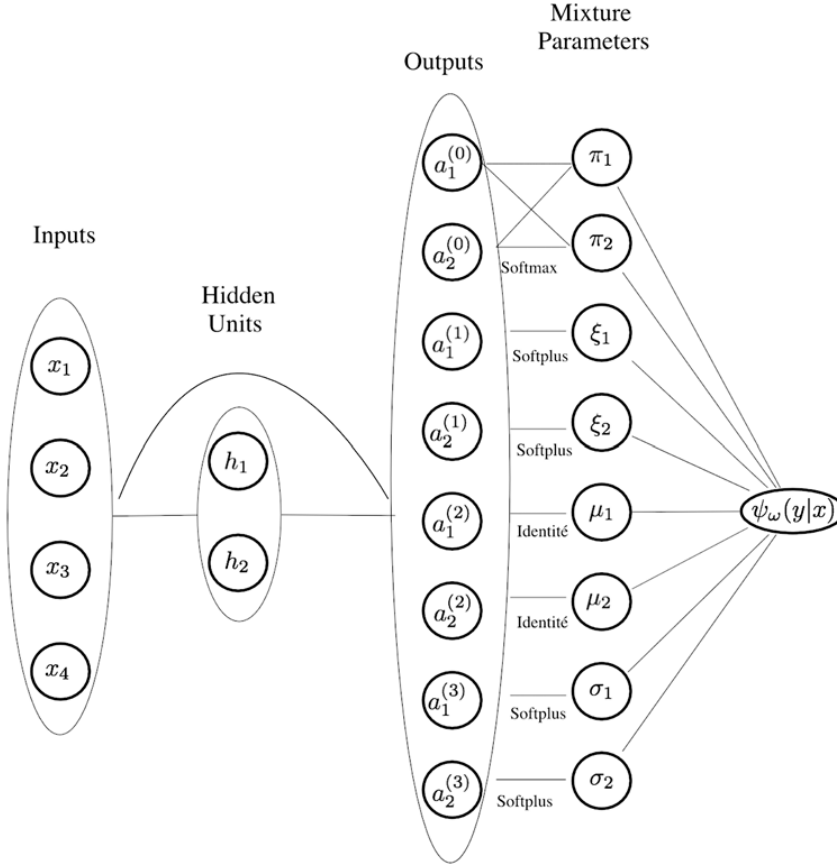 Mixture
Parameters
Outputs
Inputs
Hidden
Units
x₁
x₂
x₃
x₄
h₁
h₂
a₁⁽⁰⁾
a₂⁽⁰⁾
a₁⁽¹⁾
a₂⁽¹⁾
a₁⁽²⁾
a₂⁽²⁾
a₁⁽³⁾
a₂⁽³⁾
Softmax
Softplus
Softplus
Identité
Identité
Softplus
Softplus
π₁
π₂
ξ₁
ξ₂
μ₁
μ₂
σ₁
σ₂
ψ_ω(y|x)